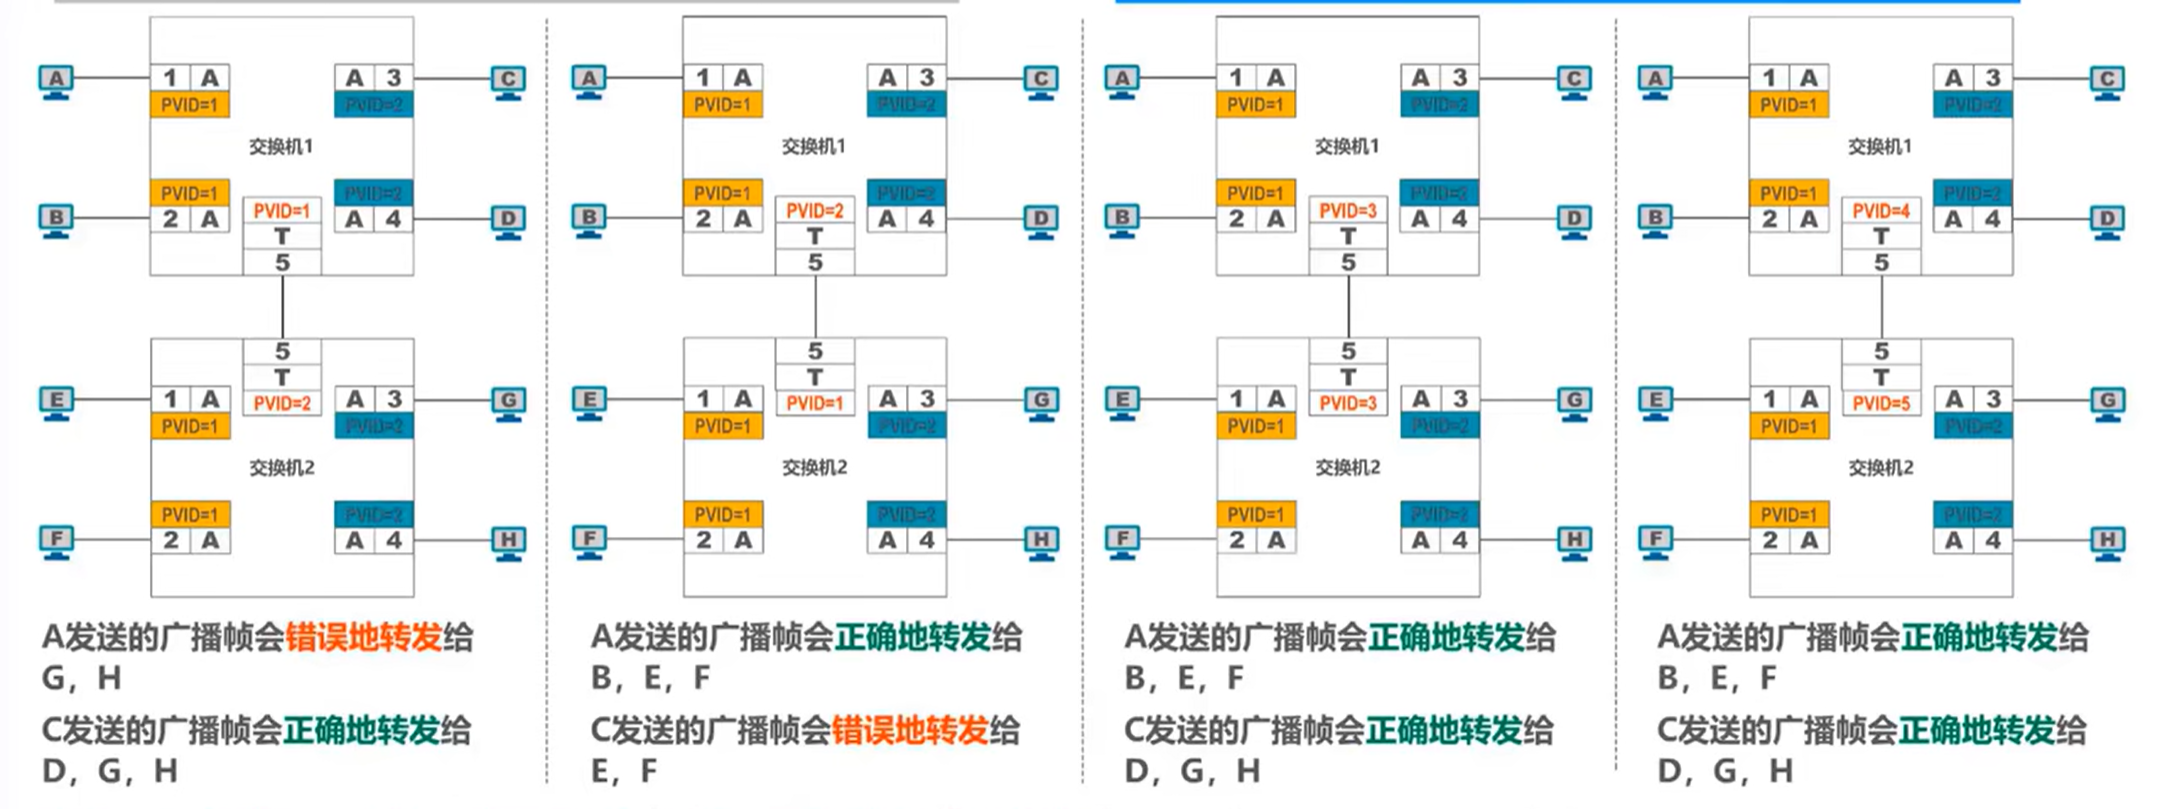 A 1 A A 3 C
PVID=1 PVID=2
交换机1
PVID=1 PVID=2
B 2 A PVID=1 A 4 D
T
5
5
T
E 1 A PVID=2 A 3 G
PVID=1 PVID=2
交换机2
PVID=1 PVID=2
F 2 A A 4 H
A发送的广播帧会错误地转发给
G，H
C发送的广播帧会正确地转发给
D，G，H
A 1 A A 3 C
PVID=1 PVID=2
交换机1
PVID=1 PVID=2
B 2 A PVID=2 A 4 D
T
5
5
T
E 1 A PVID=1 A 3 G
PVID=1 PVID=2
交换机2
PVID=1 PVID=2
F 2 A A 4 H
A发送的广播帧会正确地转发给
B，E，F
C发送的广播帧会错误地转发给
E，F
A 1 A A 3 C
PVID=1 PVID=2
交换机1
PVID=1 PVID=2
B 2 A PVID=3 A 4 D
T
5
5
T
E 1 A PVID=3 A 3 G
PVID=1 PVID=2
交换机2
PVID=1 PVID=2
F 2 A A 4 H
A发送的广播帧会正确地转发给
B，E，F
C发送的广播帧会正确地转发给
D，G，H
A 1 A A 3 C
PVID=1 PVID=2
交换机1
PVID=1 PVID=2
B 2 A PVID=4 A 4 D
T
5
5
T
E 1 A PVID=5 A 3 G
PVID=1 PVID=2
交换机2
PVID=1 PVID=2
F 2 A A 4 H
A发送的广播帧会正确地转发给
B，E，F
C发送的广播帧会正确地转发给
D，G，H